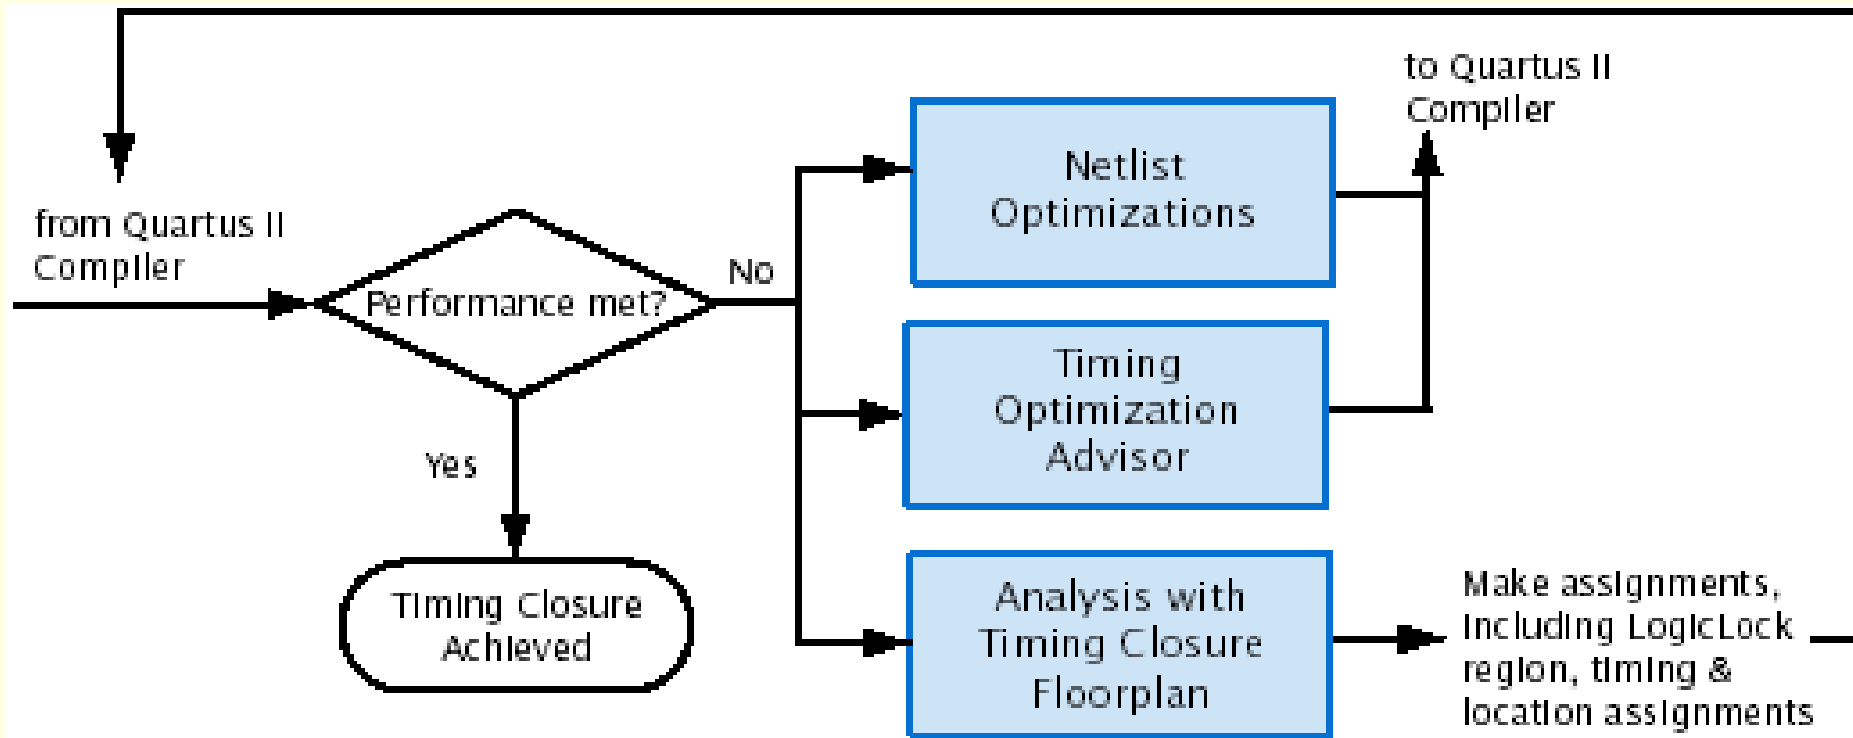 to Quartus II
Compiler
from Quartus II
Compiler
Performance met?
No
Yes
Timing Closure
Achieved
Netlist
Optimizations
Timing
Optimization
Advisor
Analysis with
Timing Closure
Floorplan
Make assignments,
including LogicLock
region, timing &
location assignments